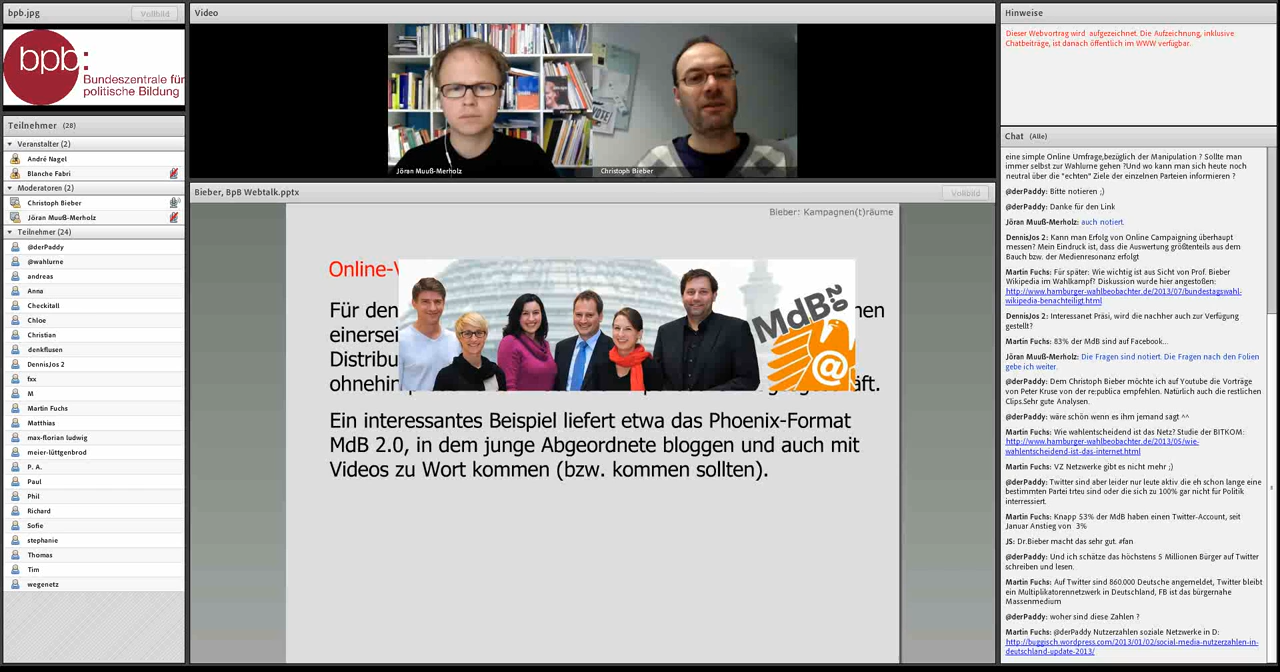 bpb.jpg
Vollbild
bpb:
Bundeszentrale für
politische Bildung
Teilnehmer (28)
Veranstalter (2)
André Nagel
Blanche Fabri
Moderatoren (2)
Christoph Bieber
Jöran Muuß-Merholz
Teilnehmer (24)
@derPaddy
@wahlurne
andreas
Anna
Checkitall
Chloe
Christian
denkflusen
DennisJos 2
fxx
M
Martin Fuchs
Matthias
max-florian ludwig
meier-lüttgenbrod
P. A.
Paul
Phil
Richard
Sofie
stephanie
Thomas
Tim
wegenetz
Video
VOTE
Jöran Muuß-Merholz
Christoph Bieber
Bieber, BpB Webtalk.pptx
Vollbild
Bieber: Kampagnen(t)räume
Online-
Für den
nen
einersei
Distribu
ohnehin
äft.
MdB 2.0
@
Ein interessantes Beispiel liefert etwa das Phoenix-Format
MdB 2.0, in dem junge Abgeordnete bloggen und auch mit
Videos zu Wort kommen (bzw. kommen sollten).
Hinweise
Dieser Webvortrag wird aufgezeichnet. Die Aufzeichnung, inklusive
Chatbeiträge, ist danach öffentlich im WWW verfügbar.
Chat (Alle)
eine simple Online Umfrage,bezüglich der Manipulation ? Sollte man
immer selbst zur Wahlurne gehen ?Und wo kann man sich heute noch
neutral über die "echten" Ziele der einzelnen Parteien informieren ?
@derPaddy: Bitte notieren ;)
@derPaddy: Danke für den Link
Jöran Muuß-Merholz: auch notiert.
DennisJos 2: Kann man Erfolg von Online Campaigning überhaupt
messen? Mein Eindruck ist, dass die Auswertung größtenteils aus dem
Bauch bzw. der Medienresonanz erfolgt
Martin Fuchs: Für später: Wie wichtig ist aus Sicht von Prof. Bieber
Wikipedia im Wahlkampf? Diskussion wurde hier angestoßen:
http://www.hamburger-wahlbeobachter.de/2013/07/bundestagswahl-
wikipedia-benachteiligt.html
DennisJos 2: Interessanet Präsi, wird die nachher auch zur Verfügung
gestellt?
Martin Fuchs: 83% der MdB sind auf Facebook...
Jöran Muuß-Merholz: Die Fragen sind notiert. Die Fragen nach den Folien
gebe ich weiter.
@derPaddy: Dem Christoph Bieber möchte ich auf Youtube die Vorträge
von Peter Kruse von der re:publica empfehlen. Natürlich auch die restlichen
Clips.Sehr gute Analysen.
@derPaddy: wäre schön wenn es ihm jemand sagt ^^
Martin Fuchs: Wie wahlentscheidend ist das Netz? Studie der BITKOM:
http://www.hamburger-wahlbeobachter.de/2013/05/wie-
wahlentscheidend-ist-das-internet.html
Martin Fuchs: VZ Netzwerke gibt es nicht mehr ;)
@derPaddy: Twitter sind aber leider nur leute aktiv die eh schon lange eine
bestimmten Partei trteu sind oder die sich zu 100% gar nicht für Politik
interressiert.
Martin Fuchs: Knapp 53% der MdB haben einen Twitter-Account, seit
Januar Anstieg von 3%
JS: Dr.Bieber macht das sehr gut. #fan
@derPaddy: Und ich schätze das höchstens 5 Millionen Bürger auf Twitter
schreiben und lesen.
Martin Fuchs: Auf Twitter sind 860.000 Deutsche angemeldet, Twitter bleibt
ein Multiplikatorennetzwerk in Deutschland, FB ist das bürgernahe
Massenmedium
@derPaddy: woher sind diese Zahlen ?
Martin Fuchs: @derPaddy Nutzerzahlen soziale Netzwerke in D:
http://buggisch.wordpress.com/2013/01/02/social-media-nutzerzahlen-in-
deutschland-update-2013/